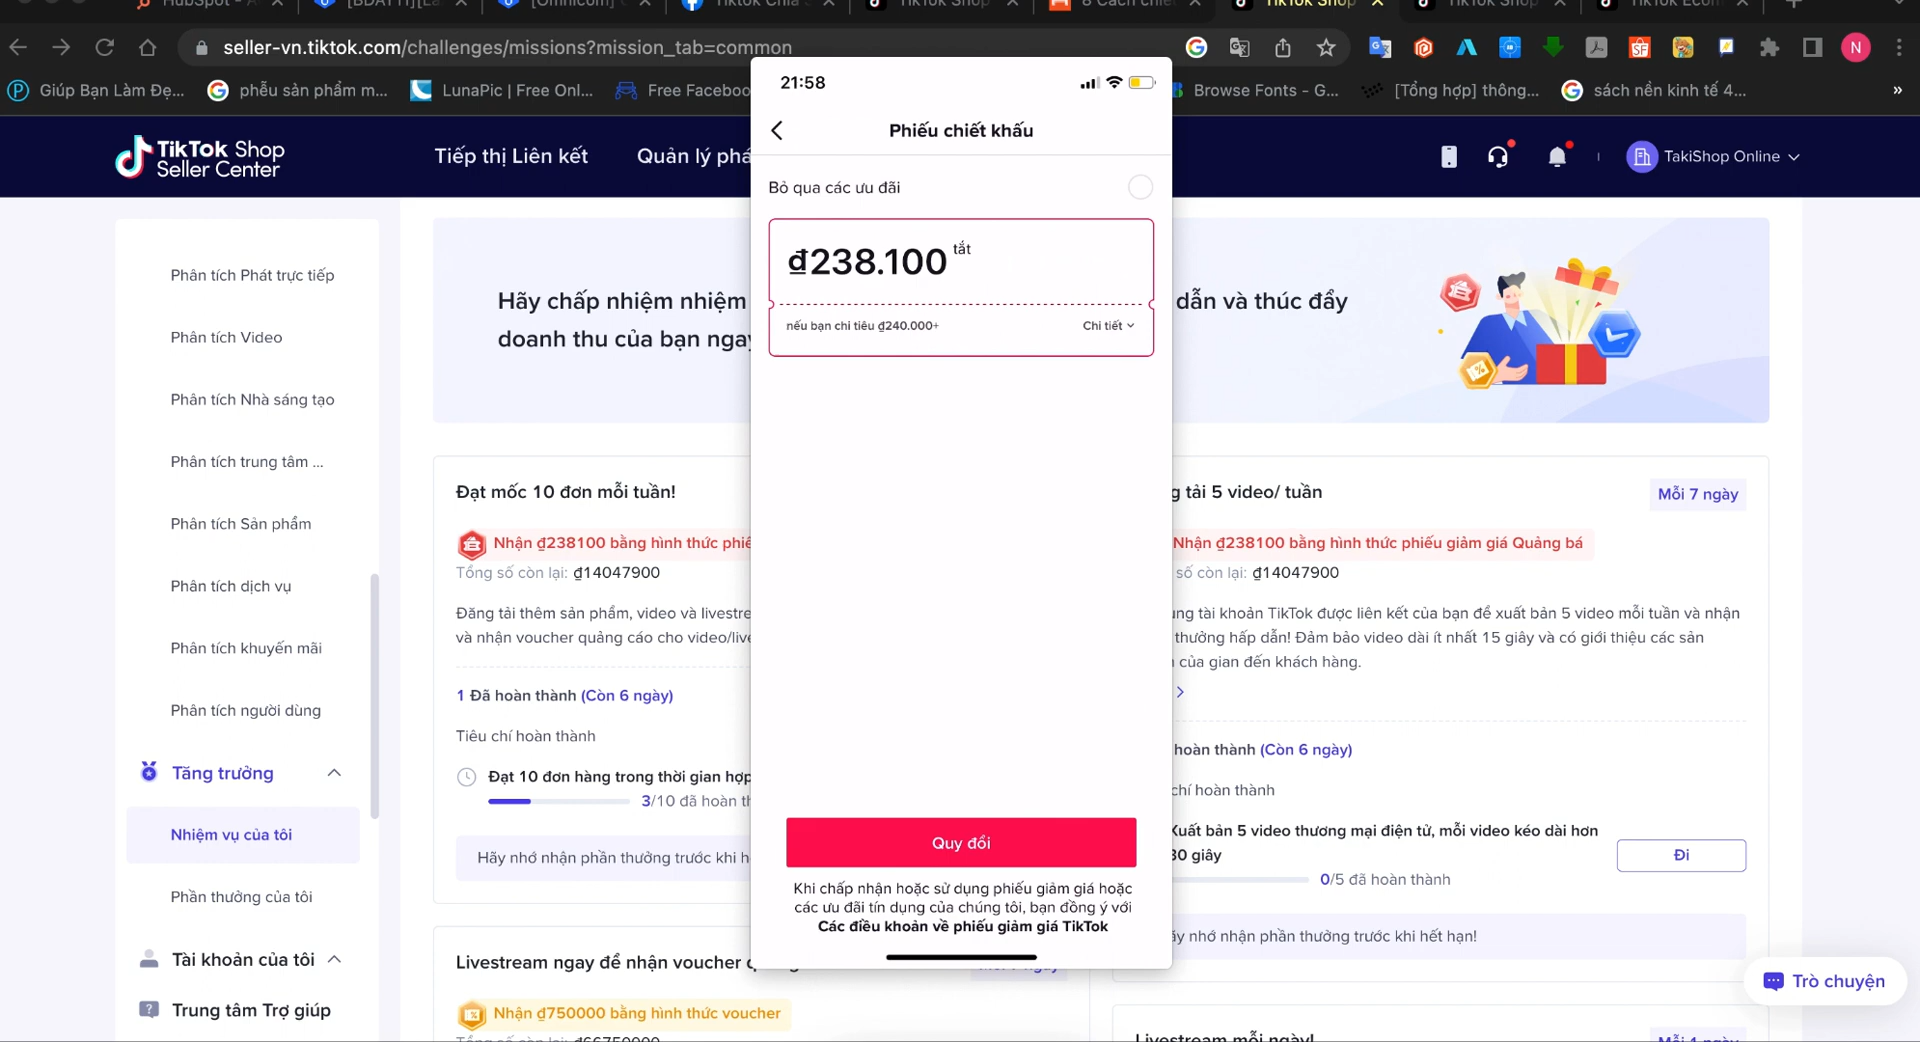 seller-vn.tiktok.com/challenges/missions?mission_tab=common
N
Giúp Bạn Làm Đẹ...
phễu sản phẩm m...
LunaPic | Free Onl...
Free Faceboo
Browse Fonts - G...
[Tổng hợp] thông...
sách nền kinh tế 4...
»
TikTok Shop
Seller Center
Tiếp thị Liên kết
Quản lý phá
TakiShop Online
21:58
Phiếu chiết khấu
Bỏ qua các ưu đãi
₫238.100 tắt
nếu bạn chi tiêu ₫240.000+
Chi tiết
Quy đổi
Khi chấp nhận hoặc sử dụng phiếu giảm giá hoặc
các ưu đãi tín dụng của chúng tôi, bạn đồng ý với
Các điều khoản về phiếu giảm giá TikTok
Phân tích Phát trực tiếp
Phân tích Video
Phân tích Nhà sáng tạo
Phân tích trung tâm ...
Phân tích Sản phẩm
Phân tích dịch vụ
Phân tích khuyến mãi
Phân tích người dùng
Tăng trưởng
Nhiệm vụ của tôi
Phần thưởng của tôi
Tài khoản của tôi
Trung tâm Trợ giúp
Hãy chấp nhiệm nhiệm
dẫn và thúc đẩy
doanh thu của bạn ngay
Đạt mốc 10 đơn mỗi tuần!
Nhận ₫238100 bằng hình thức phiế
Tổng số còn lại: ₫14047900
Đăng tải thêm sản phẩm, video và livestre
và nhận voucher quảng cáo cho video/live
1 Đã hoàn thành (Còn 6 ngày)
Tiêu chí hoàn thành
Đạt 10 đơn hàng trong thời gian hợp
3/10 đã hoàn th
Hãy nhớ nhận phần thưởng trước khi h
Livestream ngay để nhận voucher q
Nhận ₫750000 bằng hình thức voucher
g tải 5 video/ tuần
Mỗi 7 ngày
Nhận ₫238100 bằng hình thức phiếu giảm giá Quảng bá
số còn lại: ₫14047900
ng tài khoản TikTok được liên kết của bạn để xuất bản 5 video mỗi tuần và nhận
thưởng hấp dẫn! Đảm bảo video dài ít nhất 15 giây và có giới thiệu các sản
của gian đến khách hàng.
hoàn thành (Còn 6 ngày)
chí hoàn thành
Xuất bản 5 video thương mại điện tử, mỗi video kéo dài hơn
30 giây
Đi
0/5 đã hoàn thành
ãy nhớ nhận phần thưởng trước khi hết hạn!
Livestream mỗi ngày!
Mỗi 1 ngày
Trò chuyện